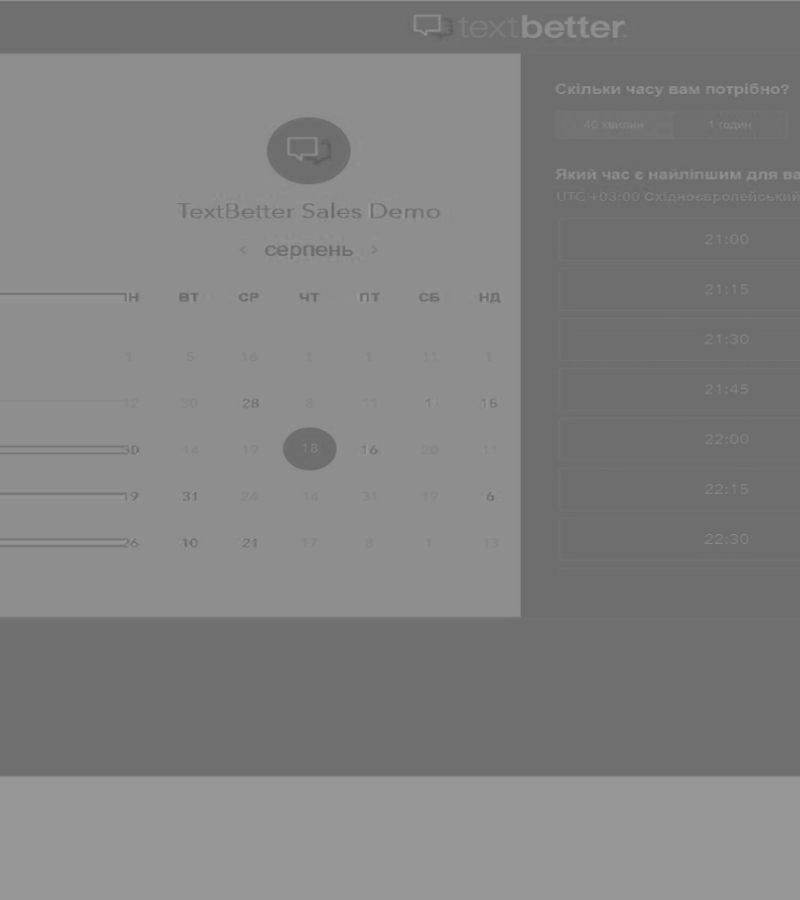 textbetter.
TextBetter Sales Demo
‹ серпень ›
ІН ВТ СР ЧТ ПТ СБ НД
5 16 1 1 11 1
12 30 28 8 11 1 15
30 14 19 18 16 20 11
19 31 24 14 31 19 6
26 10 21 17 8 1 13
Скільки часу вам потрібно?
40 хвилин 1 годин
Який час є найліпшим для ва
UTC +03:00 Східноєвропейський
21:00
21:15
21:30
21:45
22:00
22:15
22:30